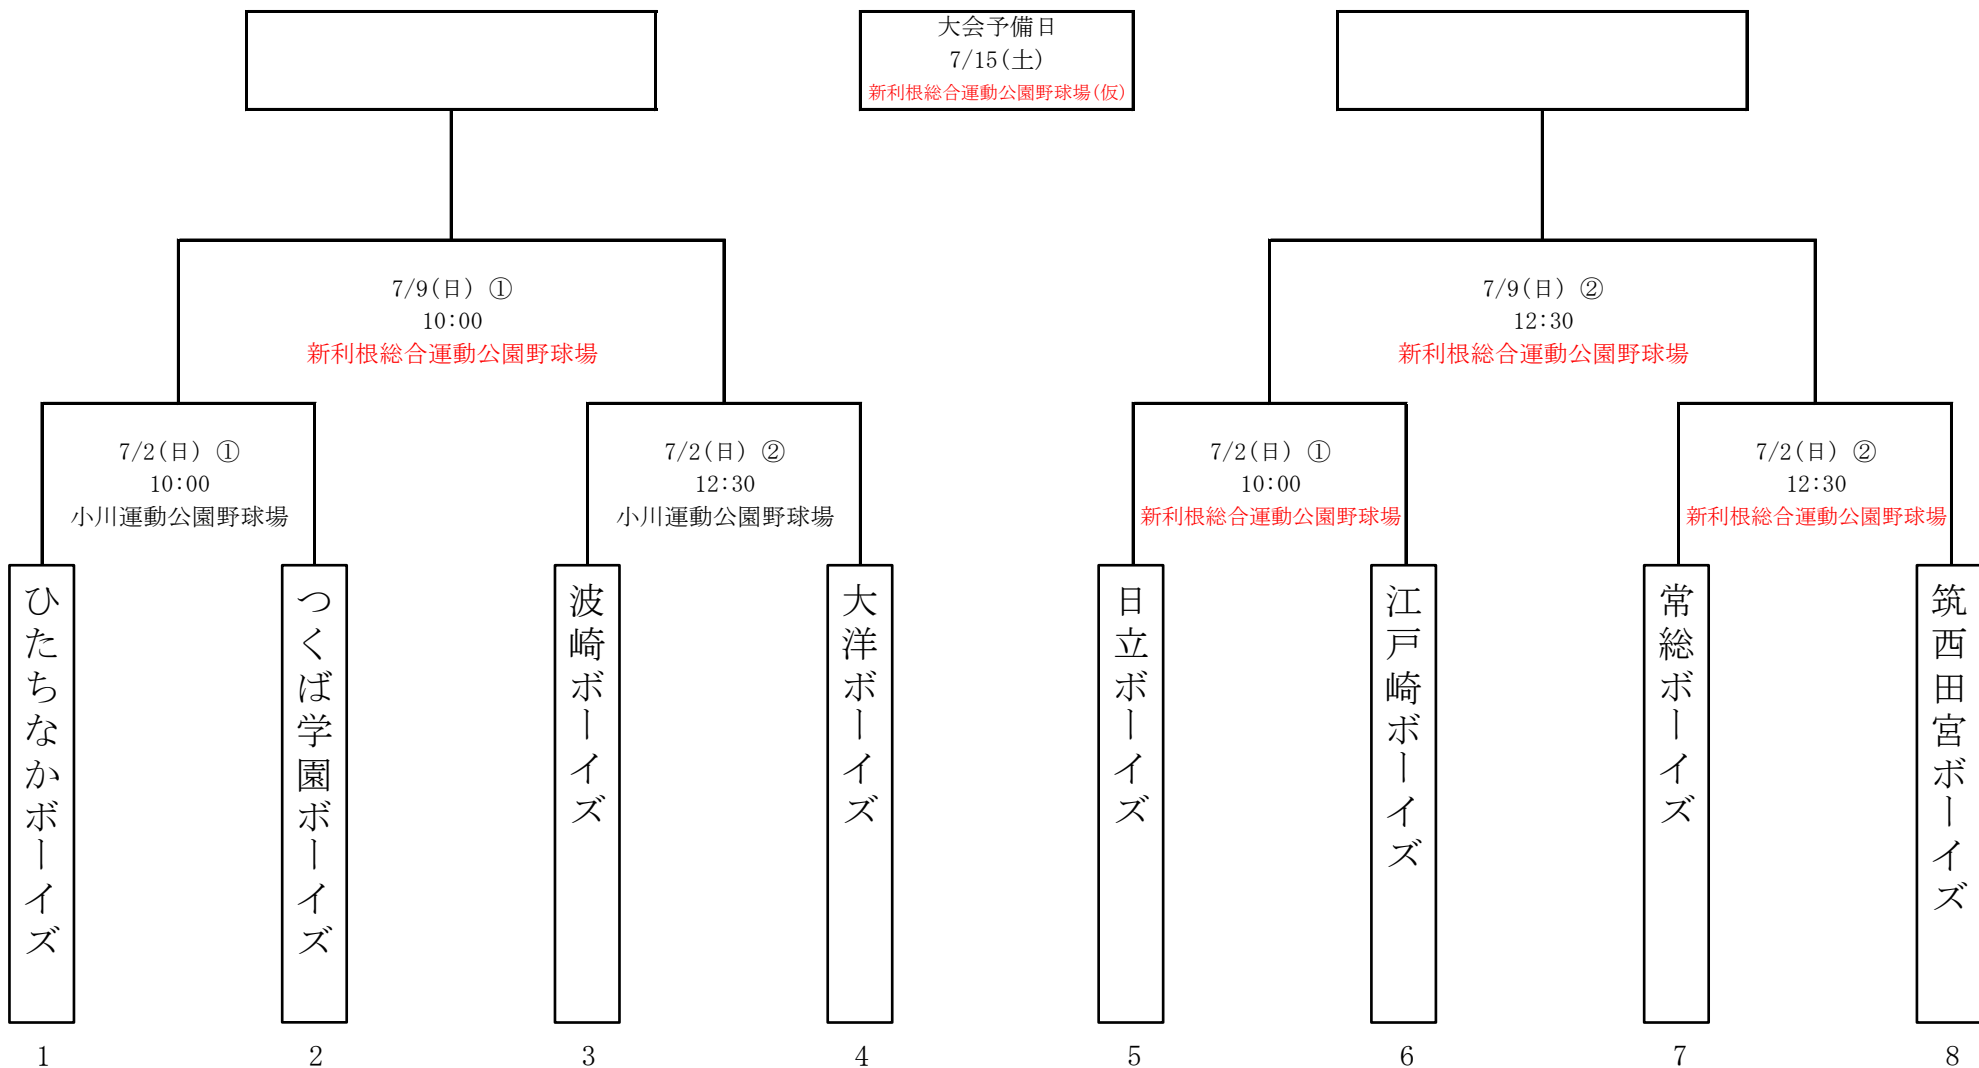 大会予備日
7/15(土)
新利根総合運動公園野球場(仮)
7/9(日) ①
10:00
新利根総合運動公園野球場
7/9(日) ②
12:30
新利根総合運動公園野球場
7/2(日) ①
10:00
小川運動公園野球場
7/2(日) ②
12:30
小川運動公園野球場
7/2(日) ①
10:00
新利根総合運動公園野球場
7/2(日) ②
12:30
新利根総合運動公園野球場
ひたちなかボーイズ
つくば学園ボーイズ
波崎ボーイズ
大洋ボーイズ
日立ボーイズ
江戸崎ボーイズ
常総ボーイズ
筑西田宮ボーイズ
1
2
3
4
5
6
7
8